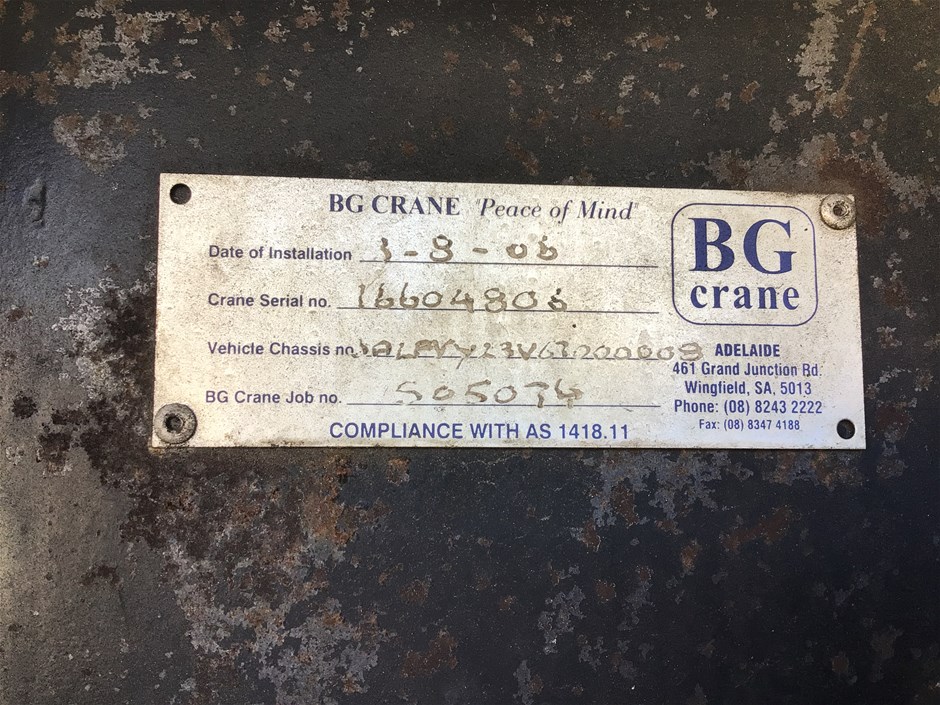 BG CRANE "Peace of Mind"
Date of Installation 1-8-06
Crane Serial no. 16604806
Vehicle Chassis no.
BG Crane Job no. 505074
COMPLIANCE WITH AS 1418.11
BG
crane
ADELAIDE
461 Grand Junction Rd.
Wingfield, SA, 5013
Phone: (08) 8243 2222
Fax: (08) 8347 4188